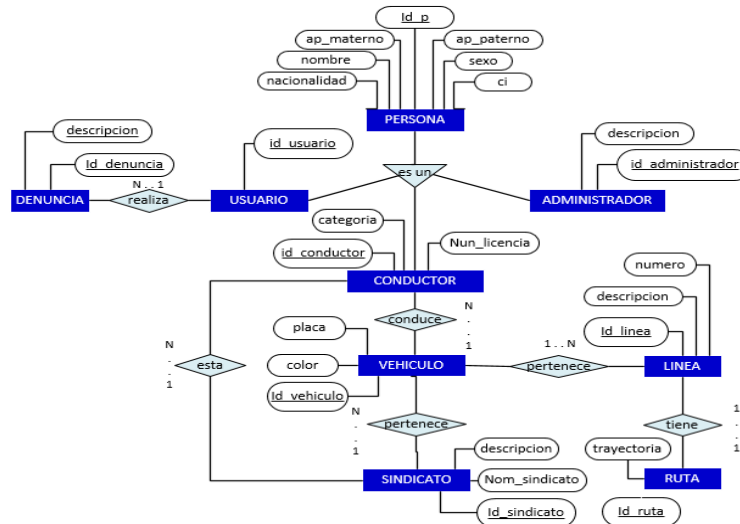 Id_p
ap_materno
ap_paterno
nombre
sexo
nacionalidad
ci
PERSONA
descripcion
Id_denuncia
id_usuario
descripcion
id_administrador
es un
N . . 1
DENUNCIA
realiza
USUARIO
ADMINISTRADOR
categoria
Nun_licencia
id_conductor
CONDUCTOR
numero
descripcion
Id_linea
placa
conduce
N
.
.
1
N
.
.
1
esta
color
VEHICULO
1 . . N
pertenece
LINEA
Id_vehiculo
N
.
.
1
pertenece
tiene
1
.
.
1
descripcion
trayectoria
SINDICATO
Nom_sindicato
RUTA
Id_sindicato
Id_ruta